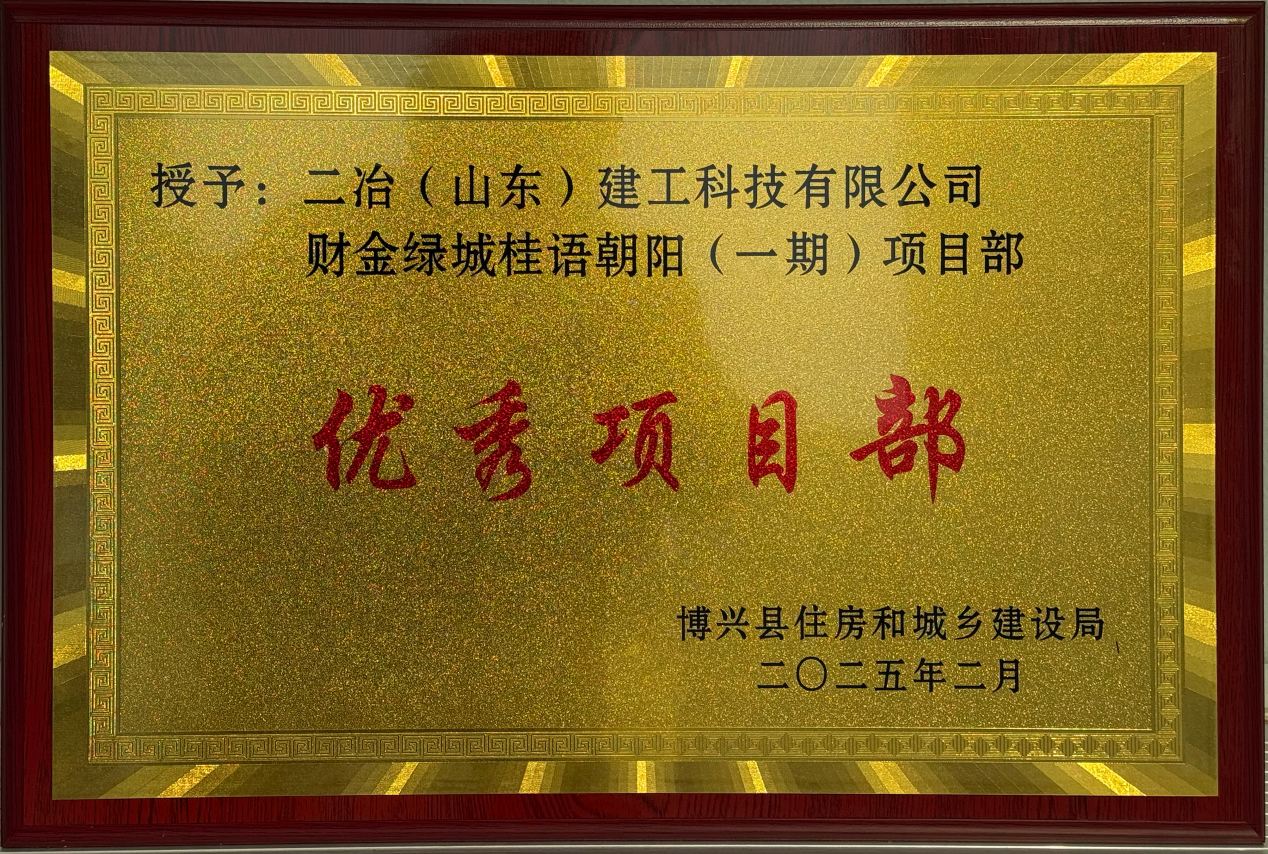 授予：二冶（山东）建工科技有限公司
财金绿城桂语朝阳（一期）项目部
优秀项目部
博兴县住房和城乡建设局
二〇二五年二月